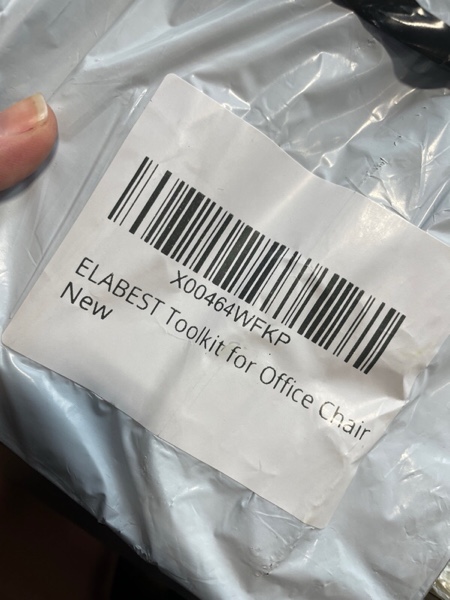 X00464WFKP
ELABEST Toolkit for Office Chair
New